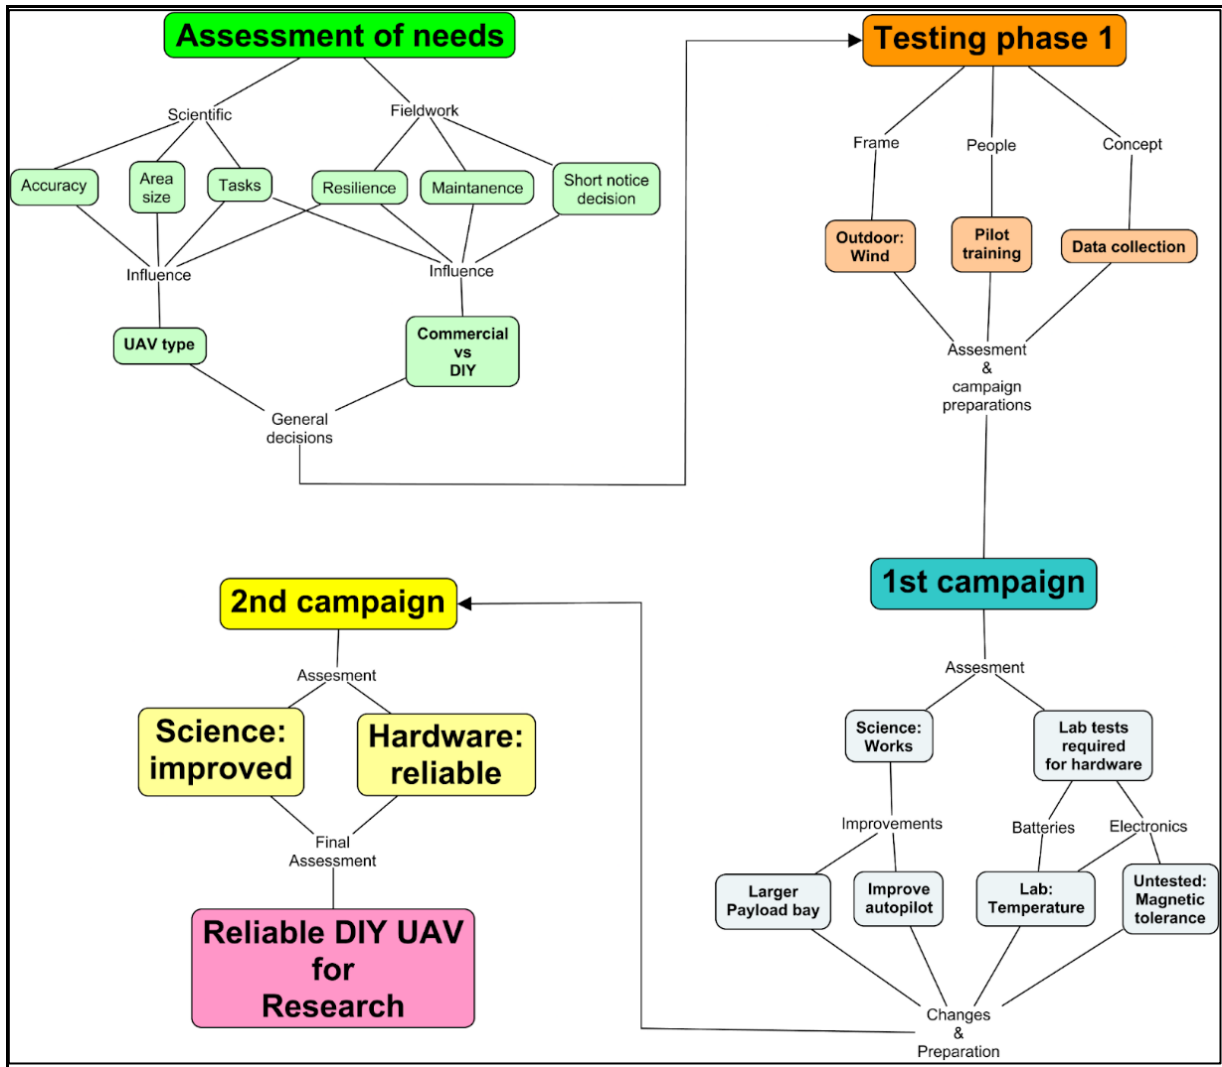 Assessment of needs
Scientific
Fieldwork
Accuracy
Area
size
Tasks
Resilience
Maintanence
Short notice
decision
Influence
Influence
UAV type
Commercial
vs
DIY
General
decisions
Testing phase 1
Frame
People
Concept
Outdoor:
Wind
Pilot
training
Data collection
Assesment
&
campaign
preparations
1st campaign
Assesment
Science:
Works
Lab tests
required
for hardware
Improvements
Batteries
Electronics
Larger
Payload bay
Improve
autopilot
Lab:
Temperature
Untested:
Magnetic
tolerance
Changes
&
Preparation
2nd campaign
Assesment
Science:
improved
Hardware:
reliable
Final
Assessment
Reliable DIY UAV
for
Research